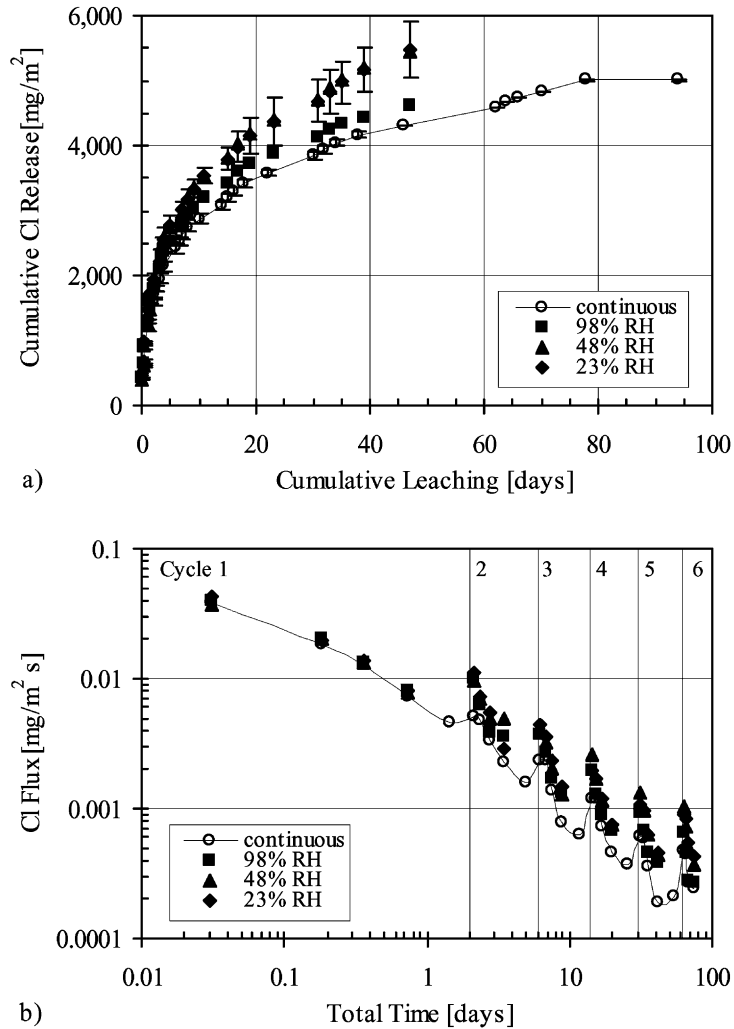 6,000
4,000
2,000
0
Cumulative Cl Release[mg/m²]
continuous
98% RH
48% RH
23% RH
0 20 40 60 80 100
a)
Cumulative Leaching [days]
0.1
0.01
0.001
0.0001
Cl Flux[mg/m² s]
Cycle 1 2 3 4 5 6
continuous
98% RH
48% RH
23% RH
0.01 0.1 1 10 100
b)
Total Time [days]